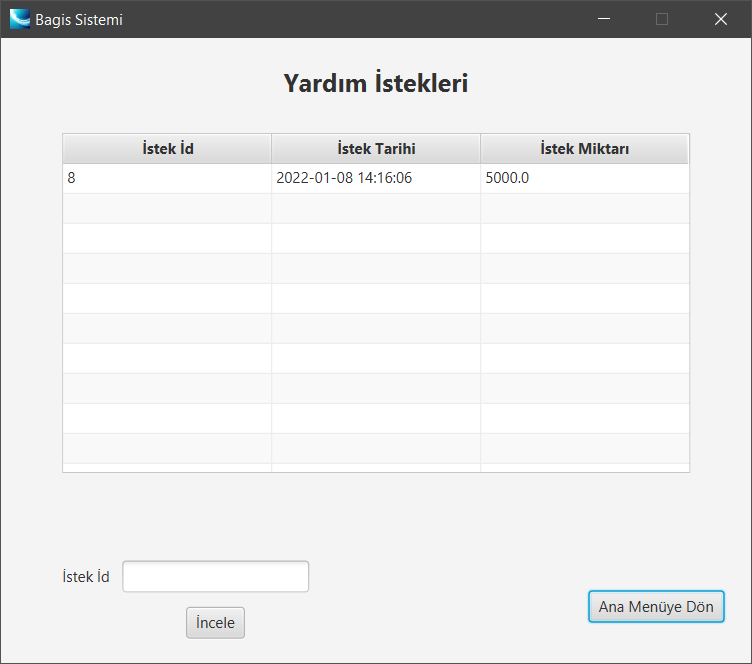 Bagis Sistemi
Yardım İstekleri
İstek İd İstek Tarihi İstek Miktarı
8 2022-01-08 14:16:06 5000.0
İstek İd
İncele
Ana Menüye Dön